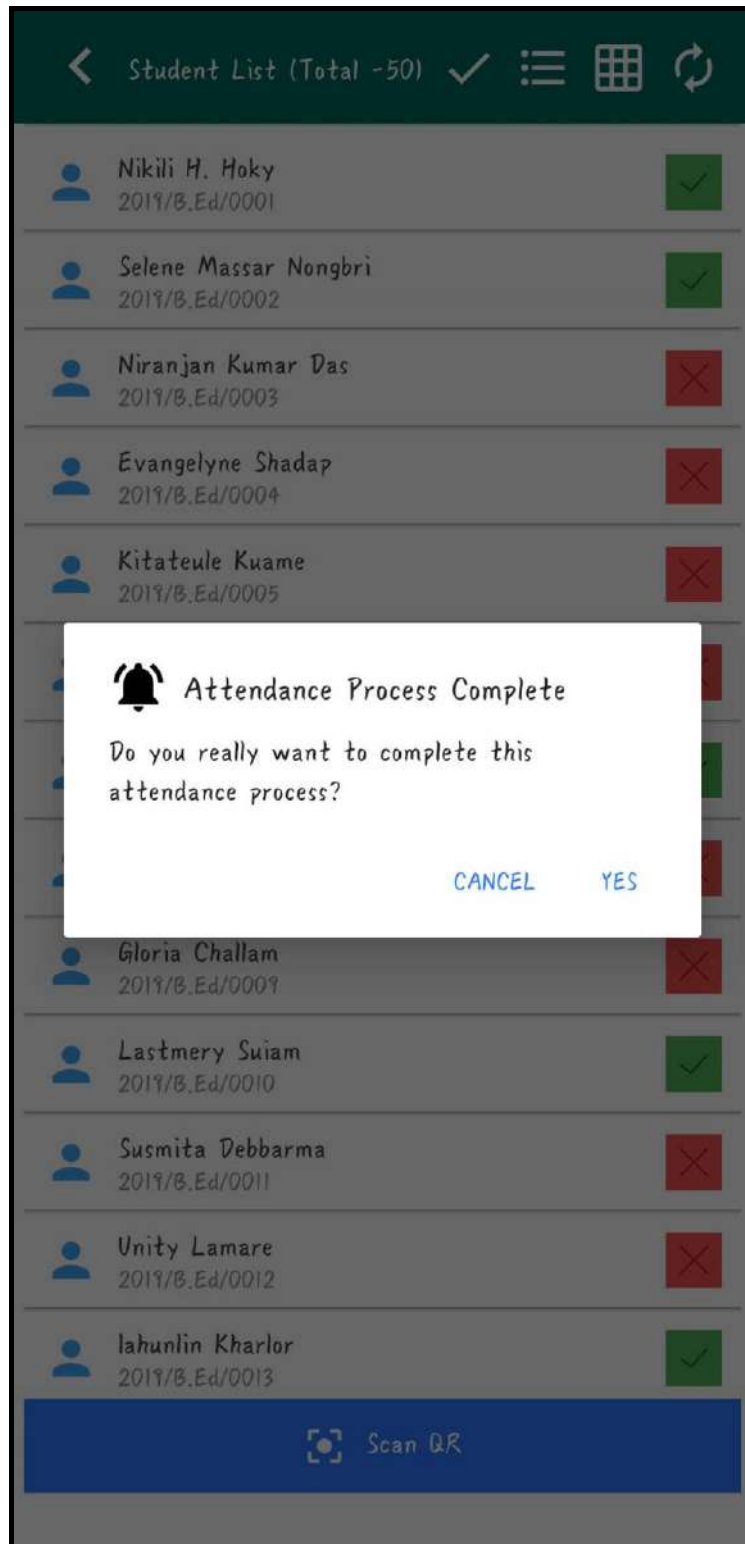 Student List (Total -50)
Nikili H. Hoky
2019/B.Ed/0001
Selene Massar Nongbri
2019/B.Ed/0002
Niranjan Kumar Das
2019/B.Ed/0003
Evangelyne Shadap
2019/B.Ed/0004
Kitateule Kuame
2019/B.Ed/0005
Attendance Process Complete
Do you really want to complete this
attendance process?
CANCEL YES
Gloria Challam
2019/B.Ed/0009
Lastmery Suiam
2019/B.Ed/0010
Susmita Debbarma
2019/B.Ed/0011
Unity Lamare
2019/B.Ed/0012
Iahunlin Kharlor
2019/B.Ed/0013
Scan QR